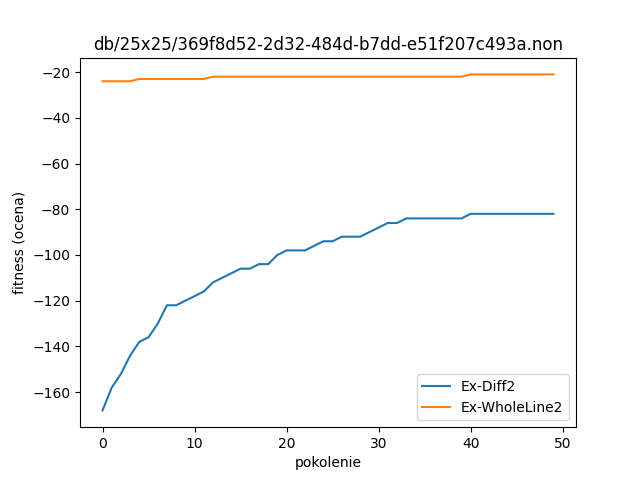 db/25x25/369f8d52-2d32-484d-b7dd-e51f207c493a.non
fitness (ocena)
−20
−40
−60
−80
−100
−120
−140
−160
0 10 20 30 40 50
pokolenie
Ex-Diff2
Ex-WholeLine2